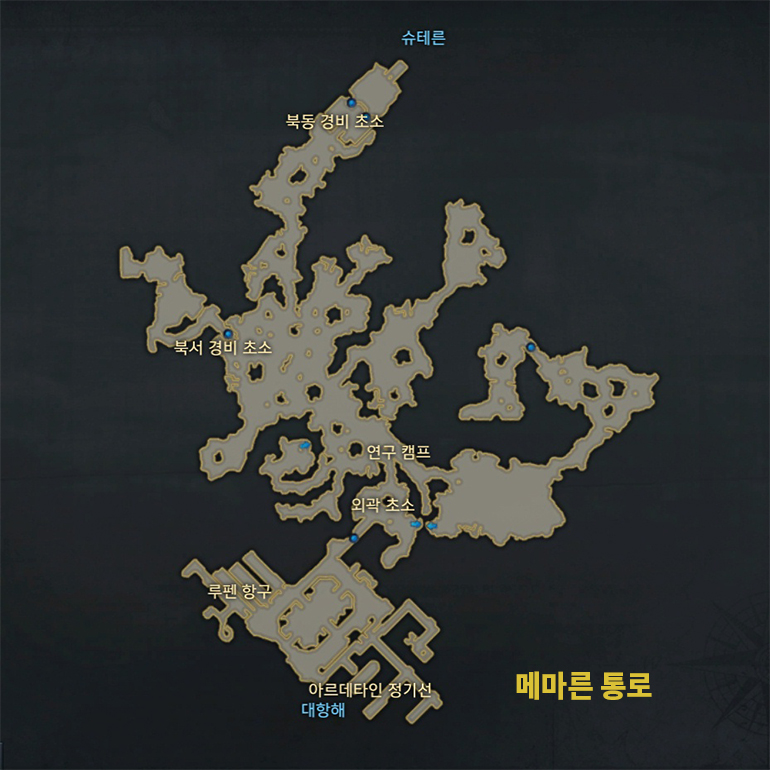 슈테른
북동 경비 초소
북서 경비 초소
연구 캠프
외곽 초소
루펜 항구
아르데타인 정기선
대항해
메마른 통로